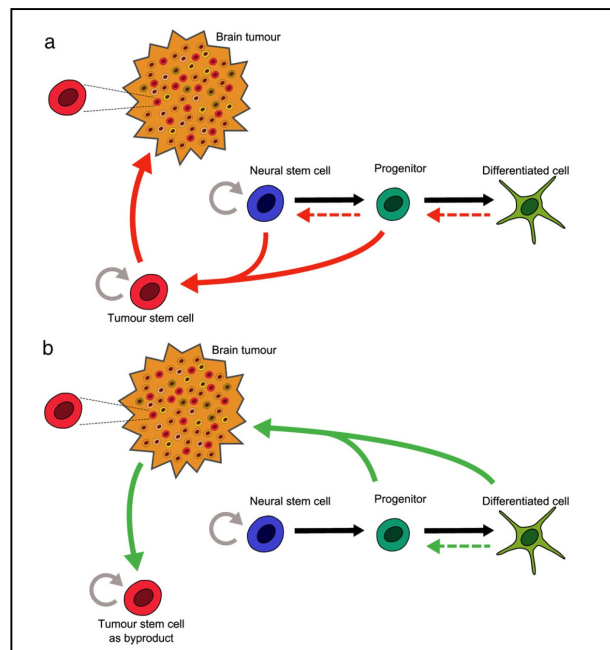 a
Brain tumour
Neural stem cell
Progenitor
Differentiated cell
Tumour stem cell
b
Brain tumour
Neural stem cell
Progenitor
Differentiated cell
Tumour stem cell
as byproduct